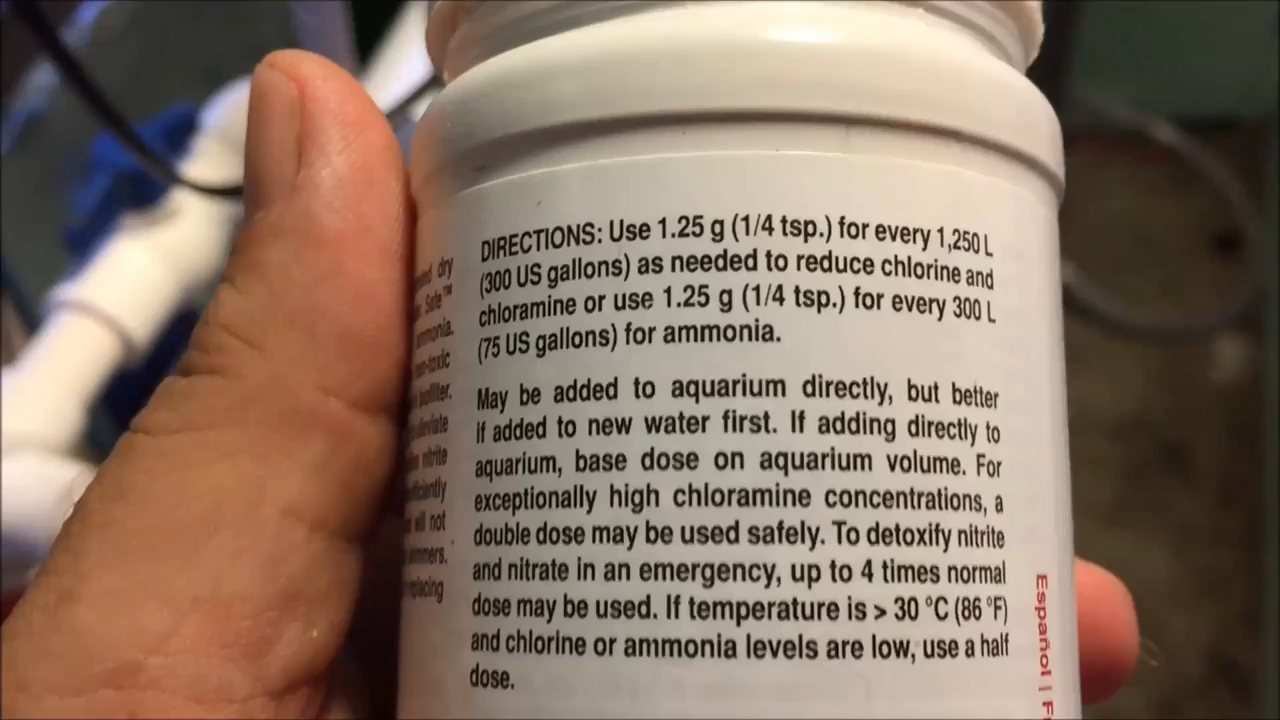 DIRECTIONS: Use 1.25 g (1/4 tsp.) for every 1,250 L
(300 US gallons) as needed to reduce chlorine and
chloramine or use 1.25 g (1/4 tsp.) for every 300 L
(75 US gallons) for ammonia.
May be added to aquarium directly, but better
if added to new water first. If adding directly to
aquarium, base dose on aquarium volume. For
exceptionally high chloramine concentrations, a
double dose may be used safely. To detoxify nitrite
and nitrate in an emergency, up to 4 times normal
dose may be used. If temperature is > 30 °C (86 °F)
and chlorine or ammonia levels are low, use a half
dose.
dry
Safe™
nitrite
will not
Español |